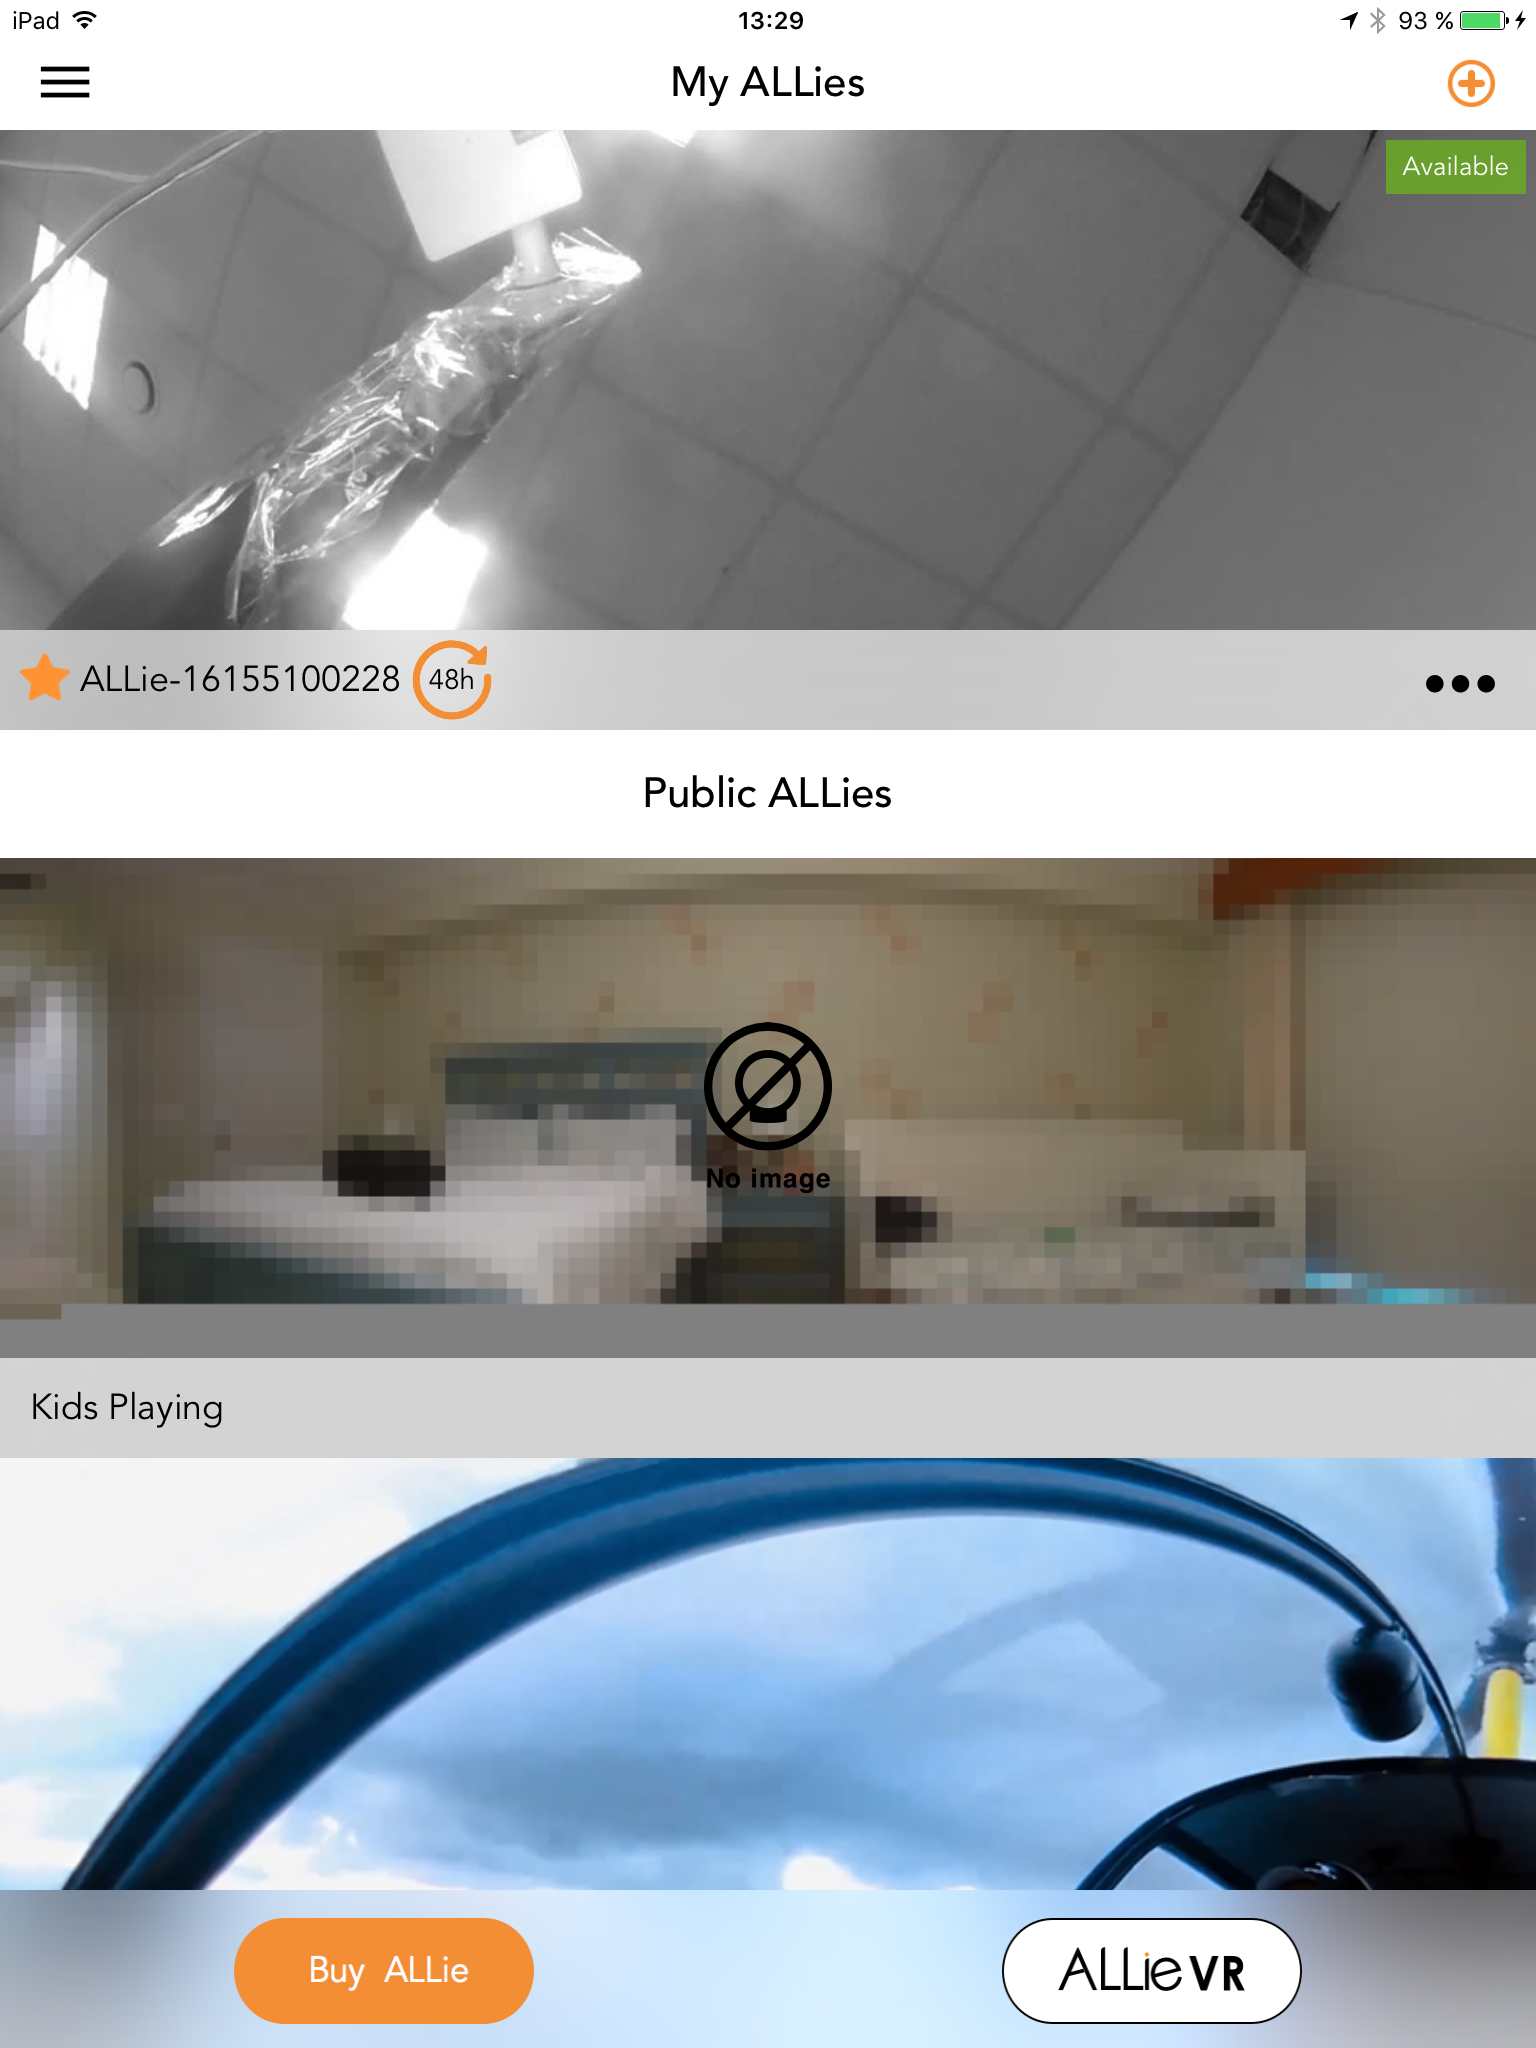 iPad 13:29 93 %
My ALLies
Available
ALLie-16155100228 48h
Public ALLies
No image
Kids Playing
Buy ALLie
ALLie VR